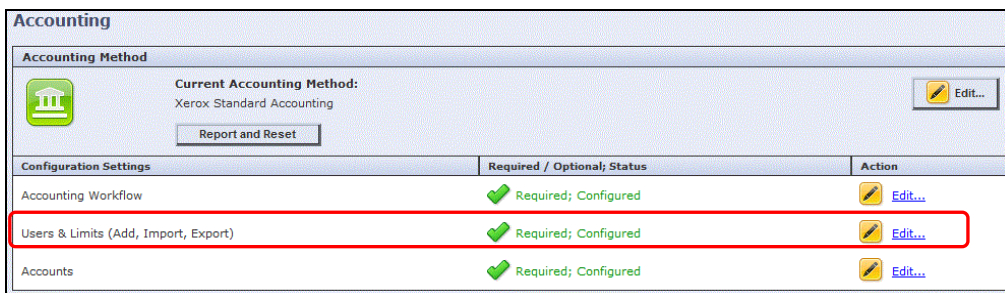 Accounting
Accounting Method
Current Accounting Method:
Xerox Standard Accounting
Edit...
Report and Reset
Configuration Settings Required / Optional; Status Action
Accounting Workflow Required; Configured Edit...
Users & Limits (Add, Import, Export) Required; Configured Edit...
Accounts Required; Configured Edit...